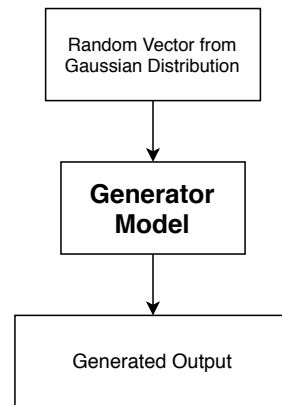 Random Vector from
Gaussian Distribution
Generator
Model
Generated Output